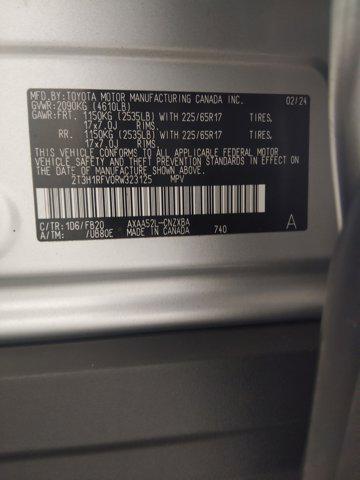 MFD.BY:TOYOTA MOTOR MANUFACTURING CANADA INC. 02/24
GVWR:2090KG (4610LB)
GAWR:FRT. 1150KG (2535LB) WITH 225/65R17 TIRES,
17x7.0J RIMS.
RR. 1150KG (2535LB) WITH 225/65R17 TIRES,
17x7.0J RIMS.
THIS VEHICLE CONFORMS TO ALL APPLICABLE FEDERAL MOTOR
VEHICLE SAFETY AND THEFT PREVENTION STANDARDS IN EFFECT
ON THE DATE OF MANUFACTURE SHOWN ABOVE.
2T3H1RFV0RW323125 MPV
C/TR:1D6/FB20 AXAA52L-CNZXBA A
A/TM: /UB80E MADE IN CANADA 740